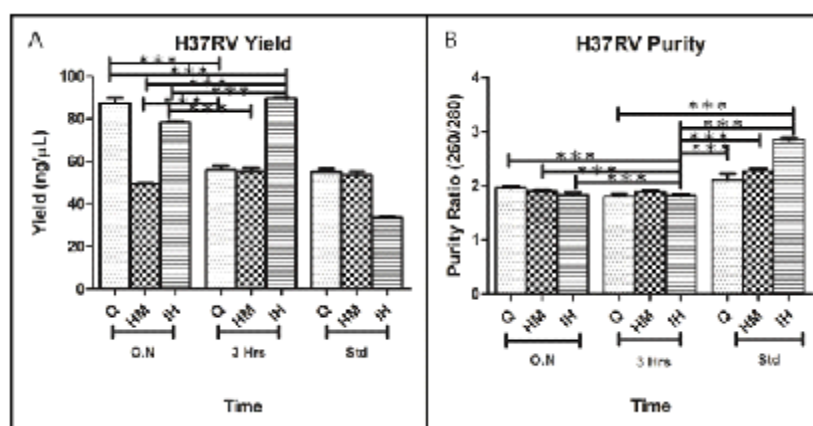 A
H37RV Yield
***
***
***
***
***
***
Yield (ng/µL)
100
80
60
40
20
0
Q HM IH Q HM IH Q HM IH
O.N 3 Hrs Std
Time
B
H37RV Purity
***
***
***
***
***
***
***
Purity Ratio (260/280)
4
3
2
1
0
Q HM IH Q HM IH Q HM IH
O.N 3 Hrs Std
Time